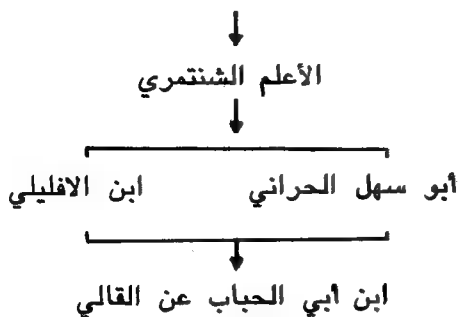 الأعلم الشنتمري
أبو سهل الحراني ابن الافليلي
ابن أبي الحباب عن القالي